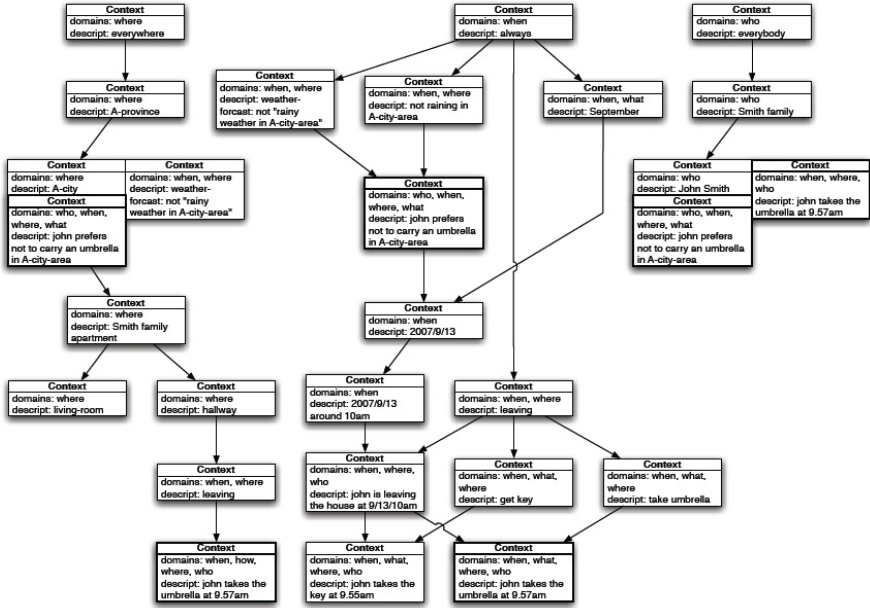 Context
domains: where
descript: everywhere
Context
domains: when
descript: always
Context
domains: who
descript: everybody
Context
domains: where
descript: A-province
Context
domains: when, where
descript: weather-
forcast: not "rainy
weather in A-city-area"
Context
domains: when, where
descript: not raining in
A-city-area
Context
domains: when, what
descript: September
Context
domains: who
descript: Smith family
Context
domains: where
descript: A-city
Context
domains: who, when,
where, what
descript: john prefers
not to carry an umbrella
in A-city-area
Context
domains: when, where
descript: weather-
forcast: not "rainy
weather in A-city-area"
Context
domains: who, when,
where, what
descript: john prefers
not to carry an umbrella
in A-city-area
Context
domains: who
descript: John Smith
Context
domains: who, when,
where, what
descript: john prefers
not to carry an umbrella
in A-city-area
Context
domains: when, where,
who
descript: john takes the
umbrella at 9.57am
Context
domains: where
descript: Smith family
apartment
Context
domains: when
descript: 2007/9/13
Context
domains: where
descript: living-room
Context
domains: where
descript: hallway
Context
domains: when
descript: 2007/9/13
around 10am
Context
domains: when, where
descript: leaving
Context
domains: when, where
descript: leaving
Context
domains: when, where,
who
descript: john is leaving
the house at 9/13/10am
Context
domains: when, what,
where
descript: get key
Context
domains: when, what,
where
descript: take umbrella
Context
domains: when, how,
where, who
descript: john takes the
umbrella at 9.57am
Context
domains: when, what,
where, who
descript: john takes the
key at 9.55am
Context
domains: when, what,
where, who
descript: john takes the
umbrella at 9.57am